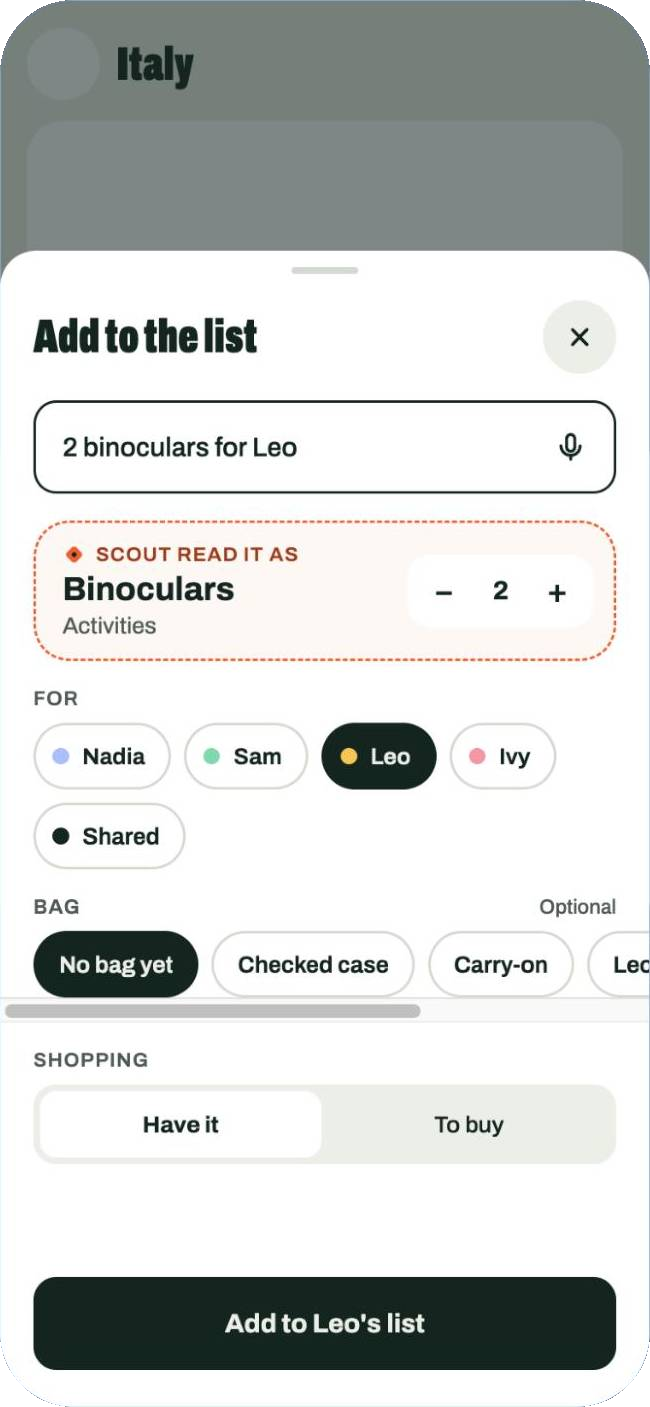 Italy
Add to the list
2 binoculars for Leo
SCOUT READ IT AS
Binoculars
Activities
− 2 +
FOR
Nadia Sam Leo Ivy
Shared
BAG Optional
No bag yet Checked case Carry-on
SHOPPING
Have it To buy
Add to Leo's list